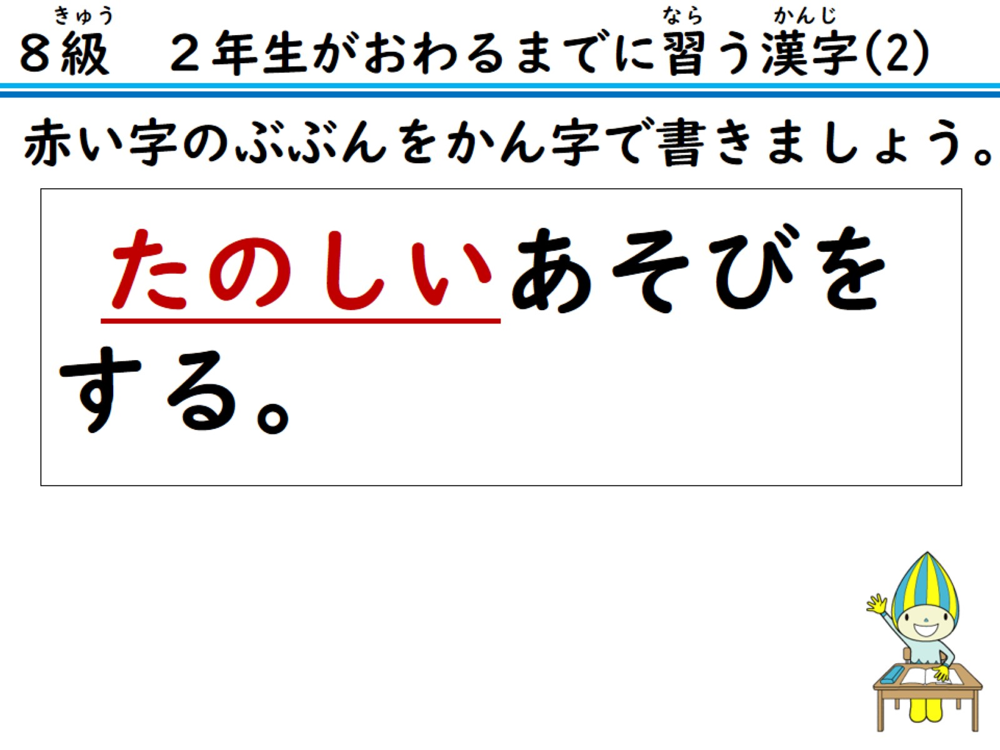 きゅう なら かんじ
８級　２年生がおわるまでに習う漢字(2)
赤い字のぶぶんをかん字で書きましょう。
たのしいあそびを
する。